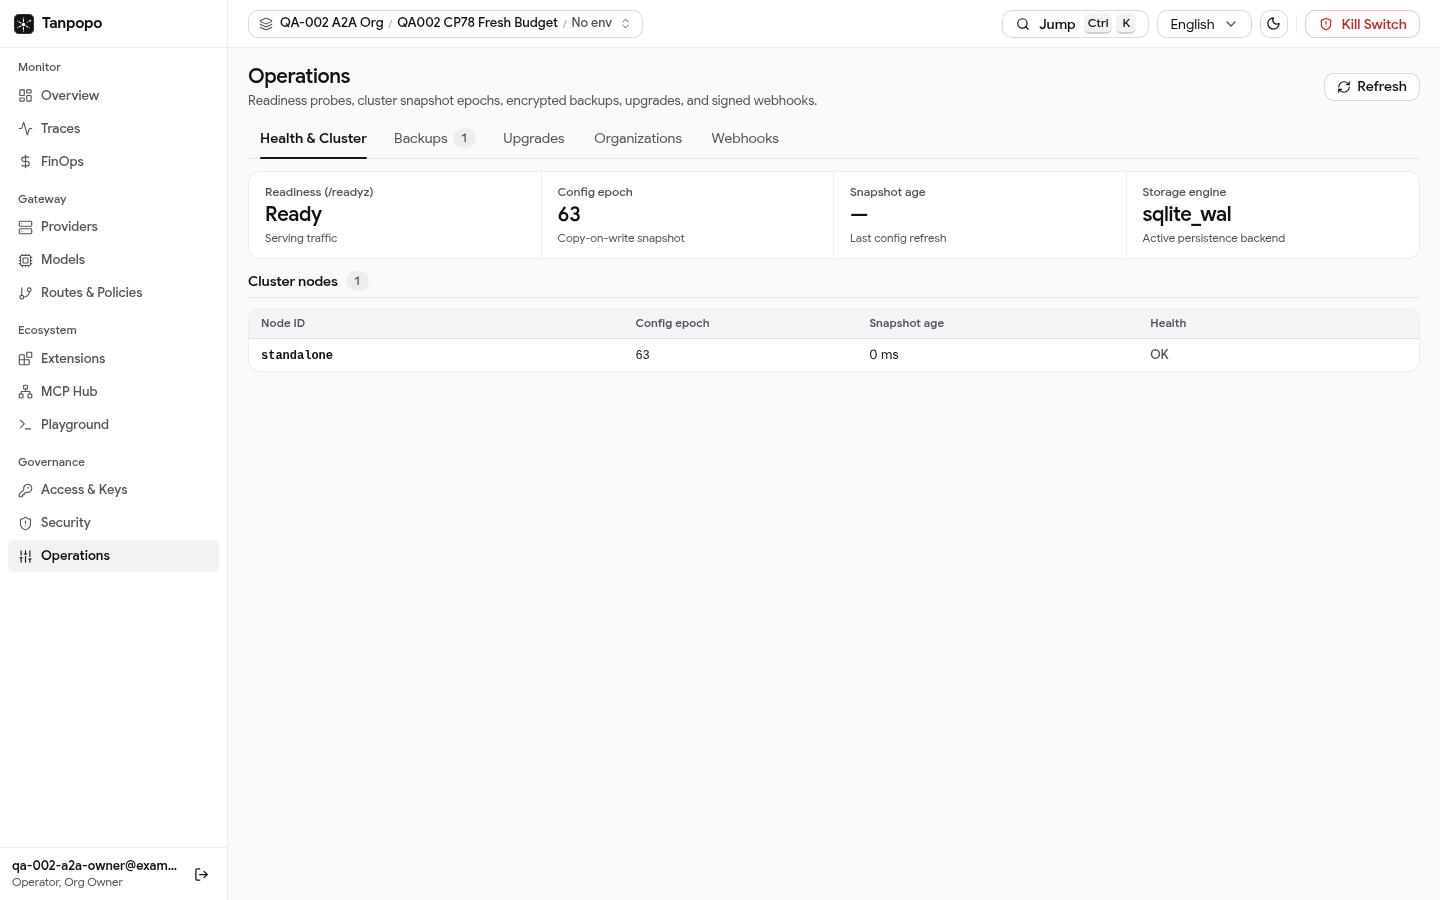 Tanpopo
QA-002 A2A Org / QA002 CP78 Fresh Budget / No env
Jump Ctrl K
English
Kill Switch
Monitor
Overview
Traces
FinOps
Gateway
Providers
Models
Routes & Policies
Ecosystem
Extensions
MCP Hub
Playground
Governance
Access & Keys
Security
Operations
qa-002-a2a-owner@exam...
Operator, Org Owner
Operations
Readiness probes, cluster snapshot epochs, encrypted backups, upgrades, and signed webhooks.
Refresh
Health & Cluster Backups 1 Upgrades Organizations Webhooks
Readiness (/readyz)
Ready
Serving traffic
Config epoch
63
Copy-on-write snapshot
Snapshot age
—
Last config refresh
Storage engine
sqlite_wal
Active persistence backend
Cluster nodes 1
Node ID Config epoch Snapshot age Health
standalone 63 0 ms OK